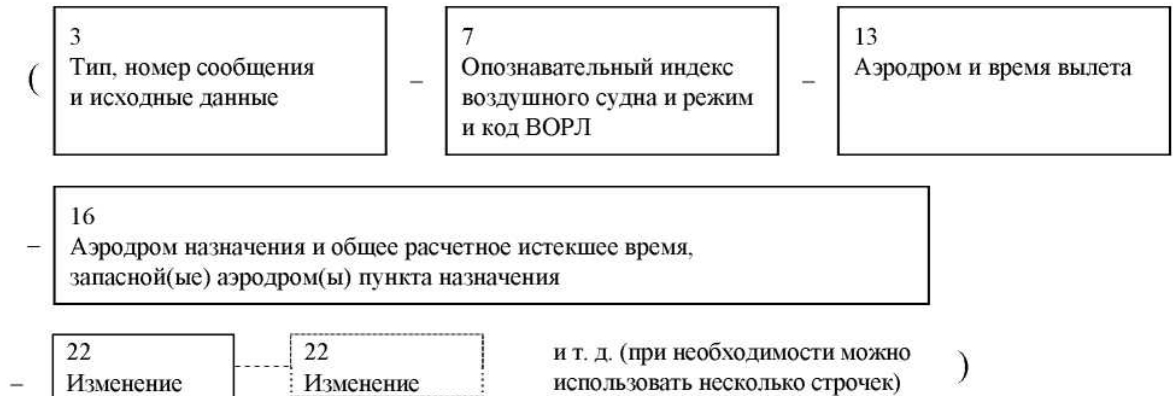 3
Тип, номер сообщения
и исходные данные
(
–
7
Опознавательный индекс
воздушного судна и режим
и код ВОРЛ
–
13
Аэродром и время вылета
–
16
Аэродром назначения и общее расчетное истекшее время,
запасной(ые) аэродром(ы) пункта назначения
–
22
Изменение
22
Изменение
и т. д. (при необходимости можно
использовать несколько строчек)
)